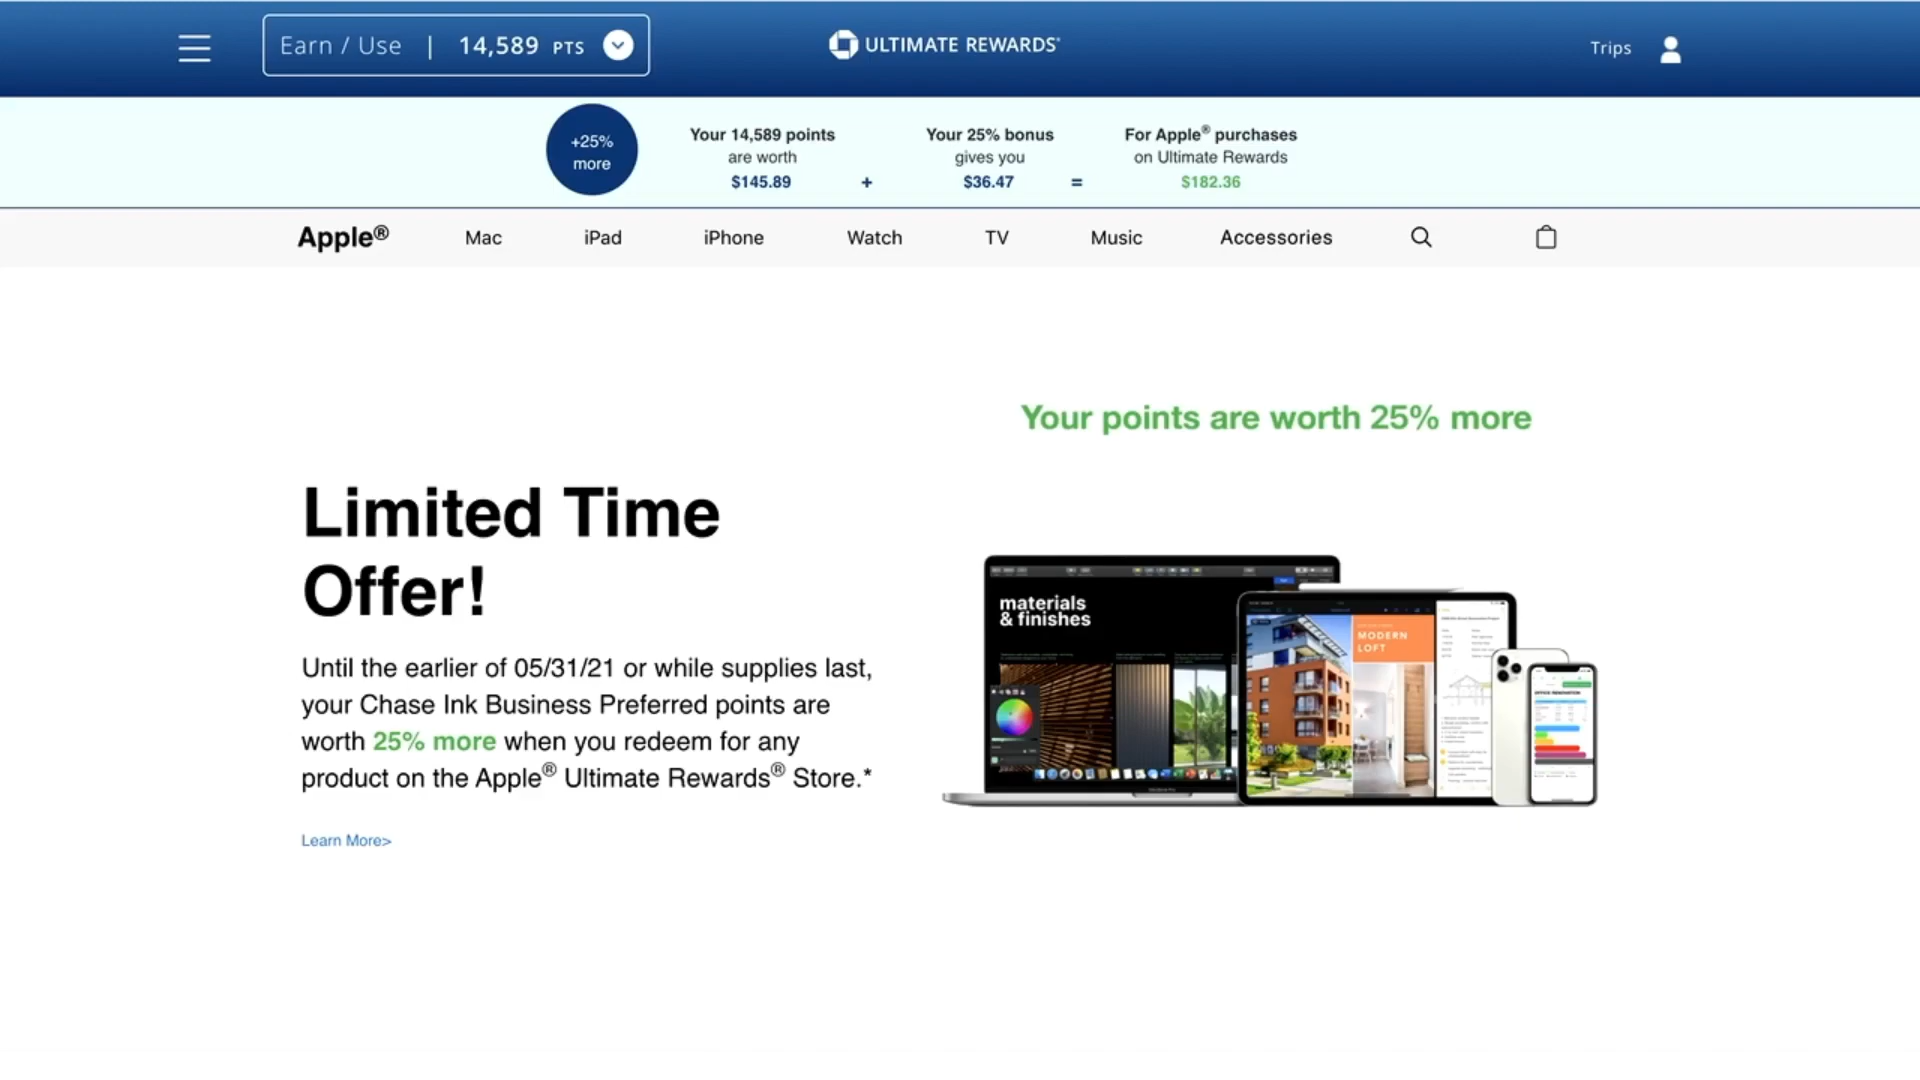 Earn / Use | 14,589 PTS
ULTIMATE REWARDS®
Trips
+25%
more
Your 14,589 points
are worth
$145.89
+
Your 25% bonus
gives you
$36.47
=
For Apple® purchases
on Ultimate Rewards
$182.36
Apple® Mac iPad iPhone Watch TV Music Accessories
Your points are worth 25% more
Limited Time
Offer!
Until the earlier of 05/31/21 or while supplies last,
your Chase Ink Business Preferred points are
worth 25% more when you redeem for any
product on the Apple® Ultimate Rewards® Store.*
Learn More>
materials
& finishes
MODERN
LOFT
OFFICE RENOVATION